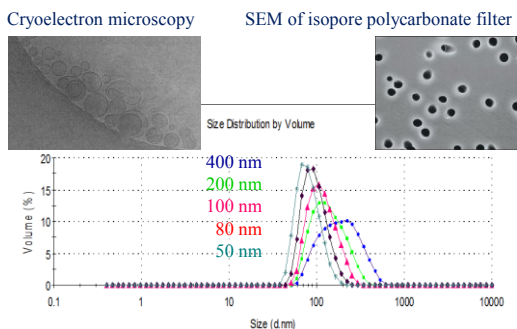 Cryoelectron microscopy
SEM of isopore polycarbonate filter
Size Distribution by Volume
400 nm
200 nm
100 nm
80 nm
50 nm
Volume (%)
20
15
10
5
0
0.1 1 10 100 1000 10000
Size (d.nm)